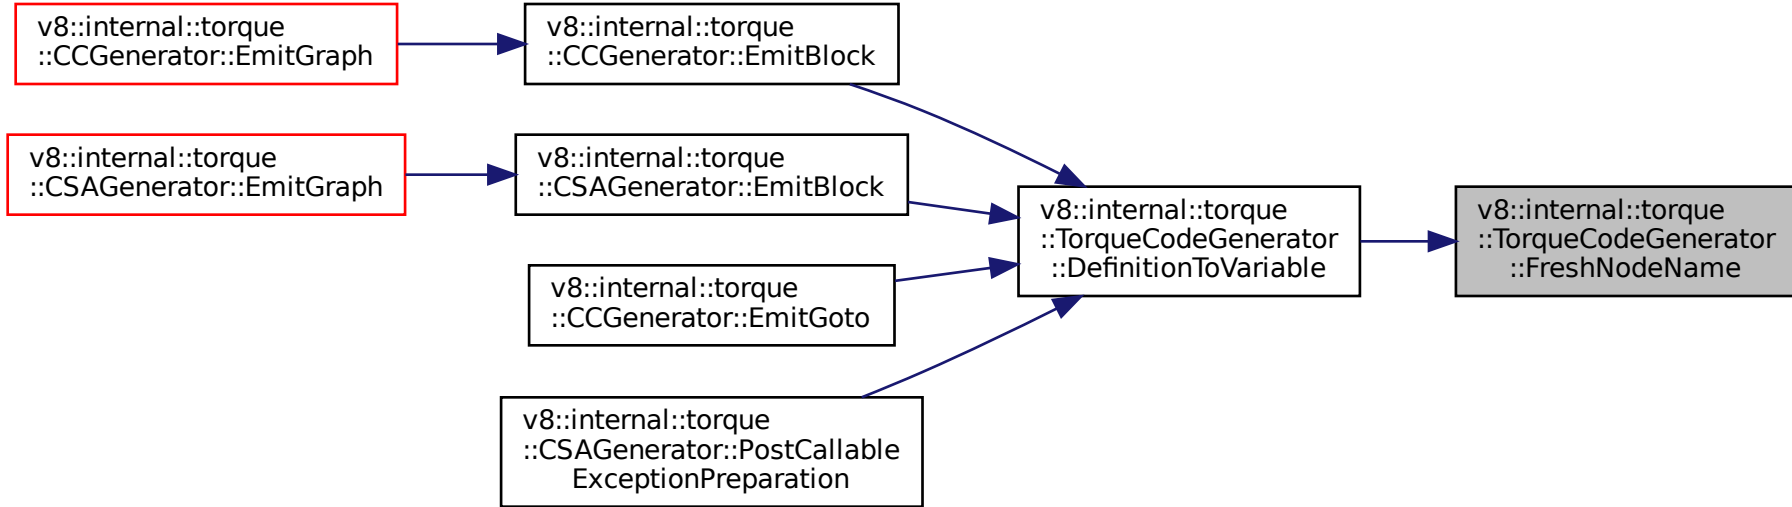 v8::internal::torque
::CCGenerator::EmitGraph
v8::internal::torque
::CCGenerator::EmitBlock
v8::internal::torque
::CSAGenerator::EmitGraph
v8::internal::torque
::CSAGenerator::EmitBlock
v8::internal::torque
::CCGenerator::EmitGoto
v8::internal::torque
::CSAGenerator::PostCallable
ExceptionPreparation
v8::internal::torque
::TorqueCodeGenerator
::DefinitionToVariable
v8::internal::torque
::TorqueCodeGenerator
::FreshNodeName